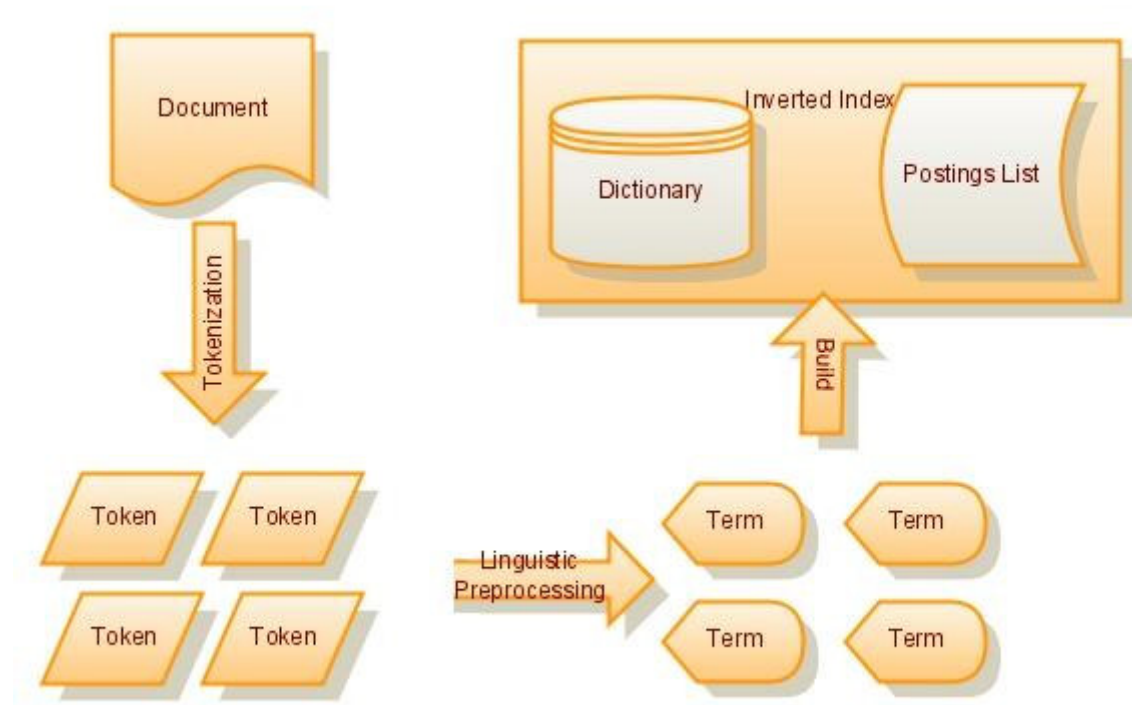 Document
Tokenization
Token
Token
Token
Token
Linguistic
Preprocessing
Term
Term
Term
Term
Build
Inverted Index
Dictionary
Postings List